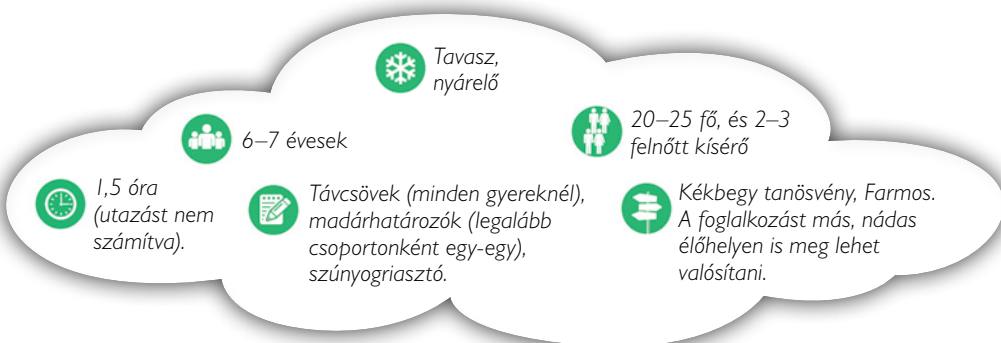 Tavasz,
nyárelő
6–7 évesek
20–25 fő, és 2–3
felnőtt kísérő
1,5 óra
(utazást nem
számítva).
Távcsövek (minden gyereknél),
madárhatározók (legalább
csoportonként egy-egy),
szúnyogriasztó.
Kékbegy tanösvény, Farmos.
A foglalkozást más, nádas
élőhelyen is meg lehet
valósítani.